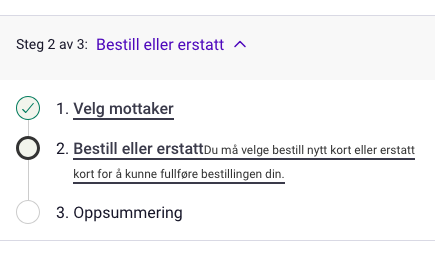 Steg 2 av 3: Bestill eller erstatt
1. Velg mottaker
2. Bestill eller erstattDu må velge bestill nytt kort eller erstatt
kort for å kunne fullføre bestillingen din.
3. Oppsummering